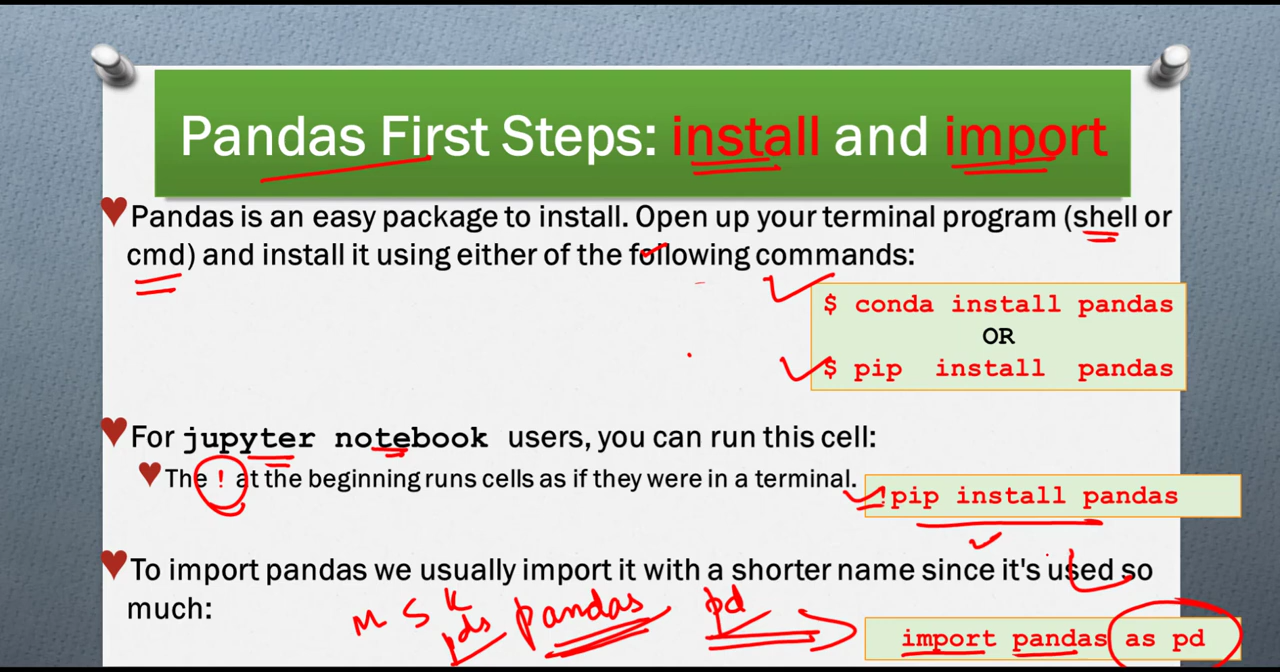 Pandas First Steps: install and import
Pandas is an easy package to install. Open up your terminal program (shell or
cmd) and install it using either of the following commands:
$ conda install pandas
OR
$ pip install pandas
For jupyter notebook users, you can run this cell:
The ! at the beginning runs cells as if they were in a terminal.
!pip install pandas
To import pandas we usually import it with a shorter name since it's used so
much:
M S K
pds
pandas
pd
import pandas as pd